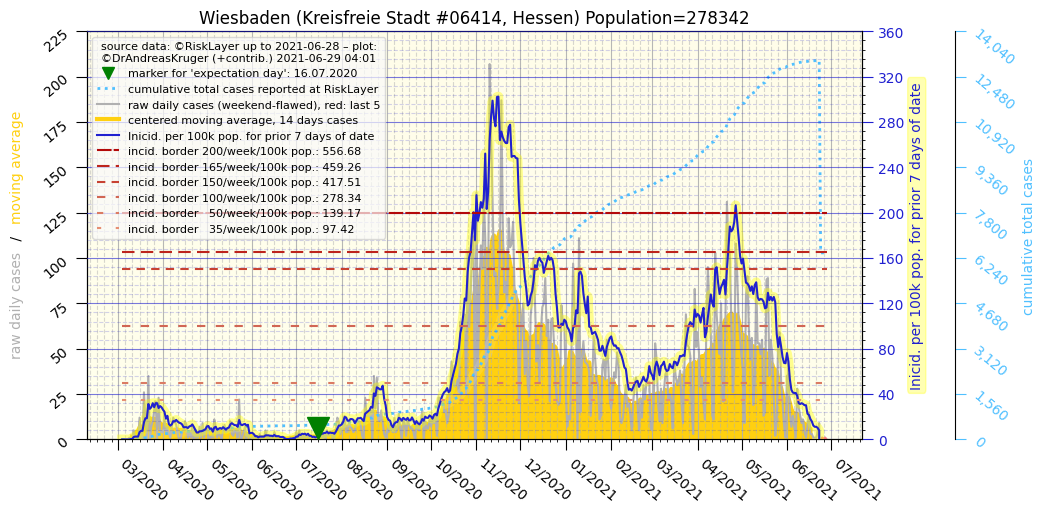 Wiesbaden (Kreisfreie Stadt #06414, Hessen) Population=278342
source data: ©RiskLayer up to 2021-06-28 – plot:
©DrAndreasKruger (+contrib.) 2021-06-29 04:01
marker for 'expectation day': 16.07.2020
cumulative total cases reported at RiskLayer
raw daily cases (weekend-flawed), red: last 5
centered moving average, 14 days cases
Inicid. per 100k pop. for prior 7 days of date
incid. border 200/week/100k pop.: 556.68
incid. border 165/week/100k pop.: 459.26
incid. border 150/week/100k pop.: 417.51
incid. border 100/week/100k pop.: 278.34
incid. border 50/week/100k pop.: 139.17
incid. border 35/week/100k pop.: 97.42
raw daily cases / moving average
225
200
175
150
125
100
75
50
25
0
03/2020
04/2020
05/2020
06/2020
07/2020
08/2020
09/2020
10/2020
11/2020
12/2020
01/2021
02/2021
03/2021
04/2021
05/2021
06/2021
07/2021
360
320
280
240
200
160
120
80
40
0
Inicid. per 100k pop. for prior 7 days of date
14,040
12,480
10,920
9,360
7,800
6,240
4,680
3,120
1,560
0
cumulative total cases